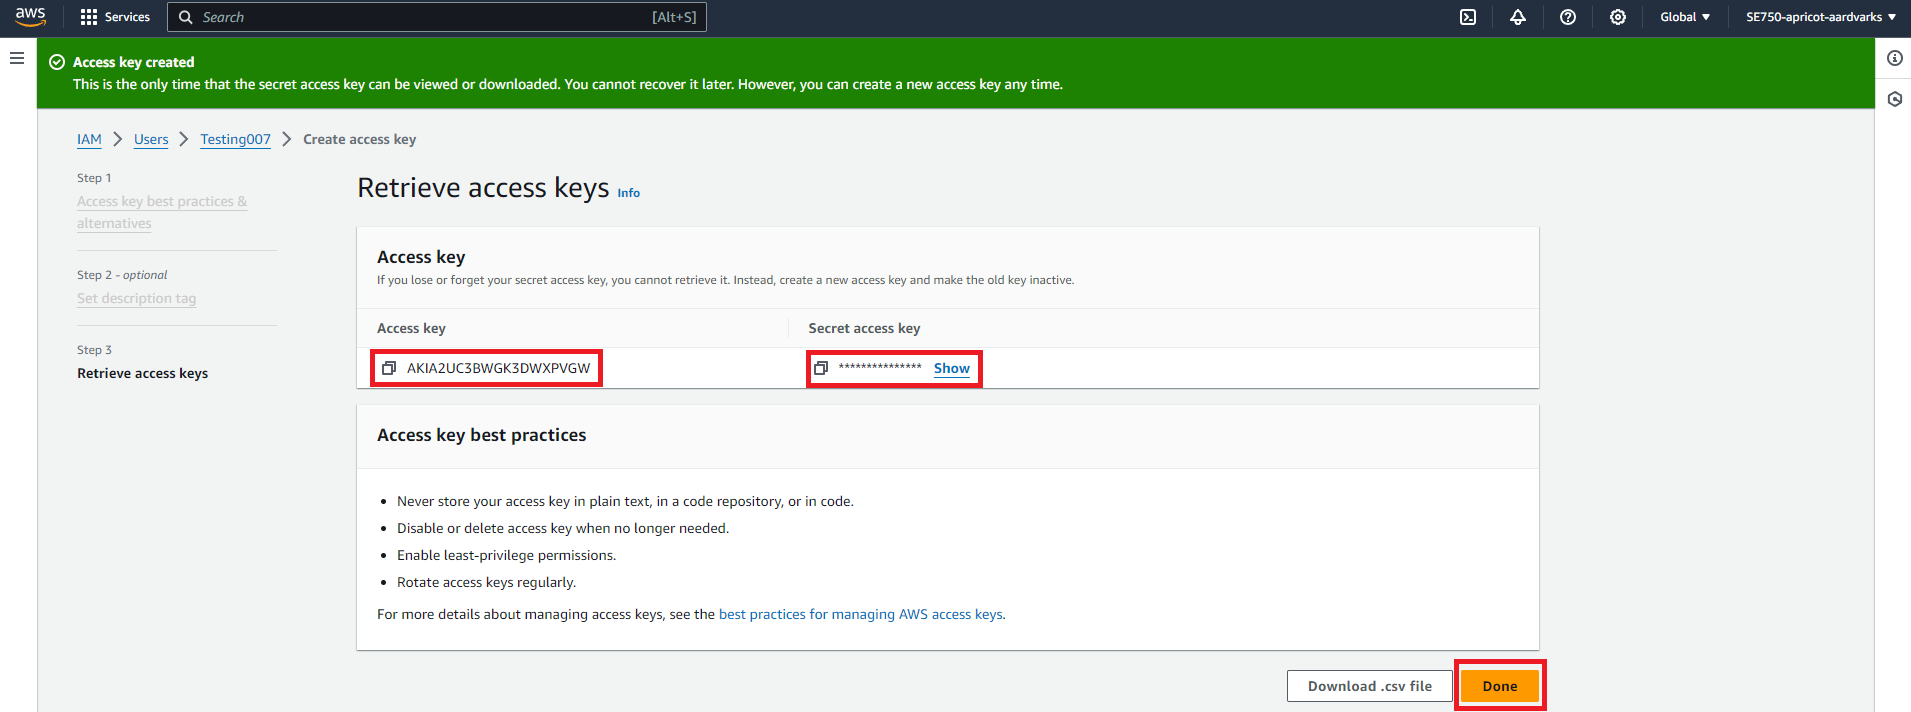 aws
Services
Search
[Alt+S]
Global
SE750-apricot-aardvarks
Access key created
This is the only time that the secret access key can be viewed or downloaded. You cannot recover it later. However, you can create a new access key any time.
IAM > Users > Testing007 > Create access key
Step 1
Access key best practices &
alternatives
Step 2 - optional
Set description tag
Step 3
Retrieve access keys
Retrieve access keys Info
Access key
If you lose or forget your secret access key, you cannot retrieve it. Instead, create a new access key and make the old key inactive.
Access key
Secret access key
AKIA2UC3BWGK3DWXPVGW
*************** Show
Access key best practices
• Never store your access key in plain text, in a code repository, or in code.
• Disable or delete access key when no longer needed.
• Enable least-privilege permissions.
• Rotate access keys regularly.
For more details about managing access keys, see the best practices for managing AWS access keys.
Download .csv file
Done